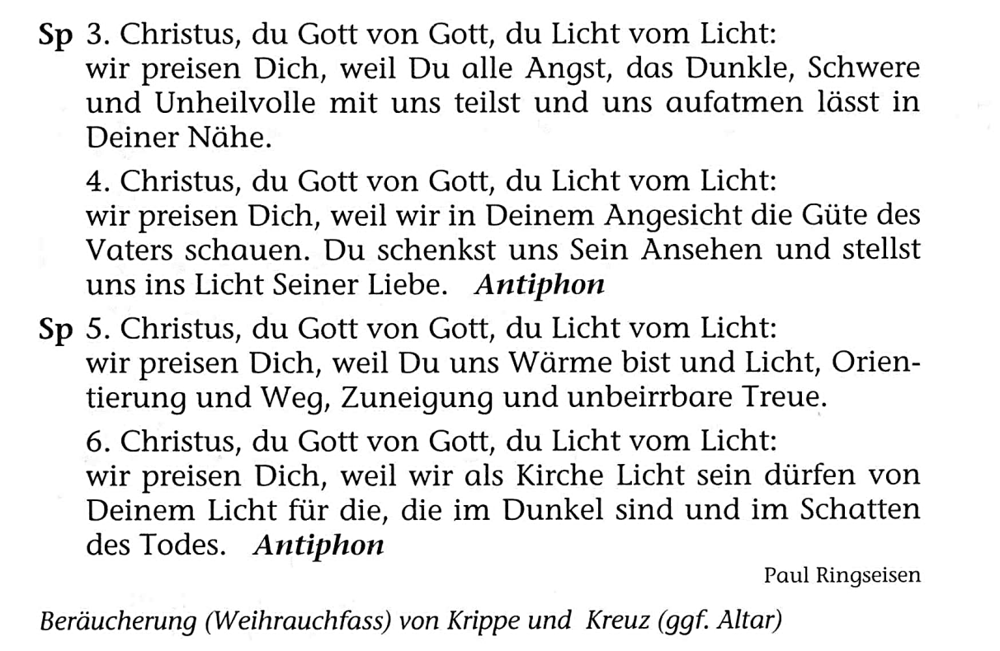 Sp 3. Christus, du Gott von Gott, du Licht vom Licht:
wir preisen Dich, weil Du alle Angst, das Dunkle, Schwere
und Unheilvolle mit uns teilst und uns aufatmen lässt in
Deiner Nähe.
4. Christus, du Gott von Gott, du Licht vom Licht:
wir preisen Dich, weil wir in Deinem Angesicht die Güte des
Vaters schauen. Du schenkst uns Sein Ansehen und stellst
uns ins Licht Seiner Liebe. Antiphon
Sp 5. Christus, du Gott von Gott, du Licht vom Licht:
wir preisen Dich, weil Du uns Wärme bist und Licht, Orien-
tierung und Weg, Zuneigung und unbeirrbare Treue.
6. Christus, du Gott von Gott, du Licht vom Licht:
wir preisen Dich, weil wir als Kirche Licht sein dürfen von
Deinem Licht für die, die im Dunkel sind und im Schatten
des Todes. Antiphon
Paul Ringseisen
Beräucherung (Weihrauchfass) von Krippe und Kreuz (ggf. Altar)